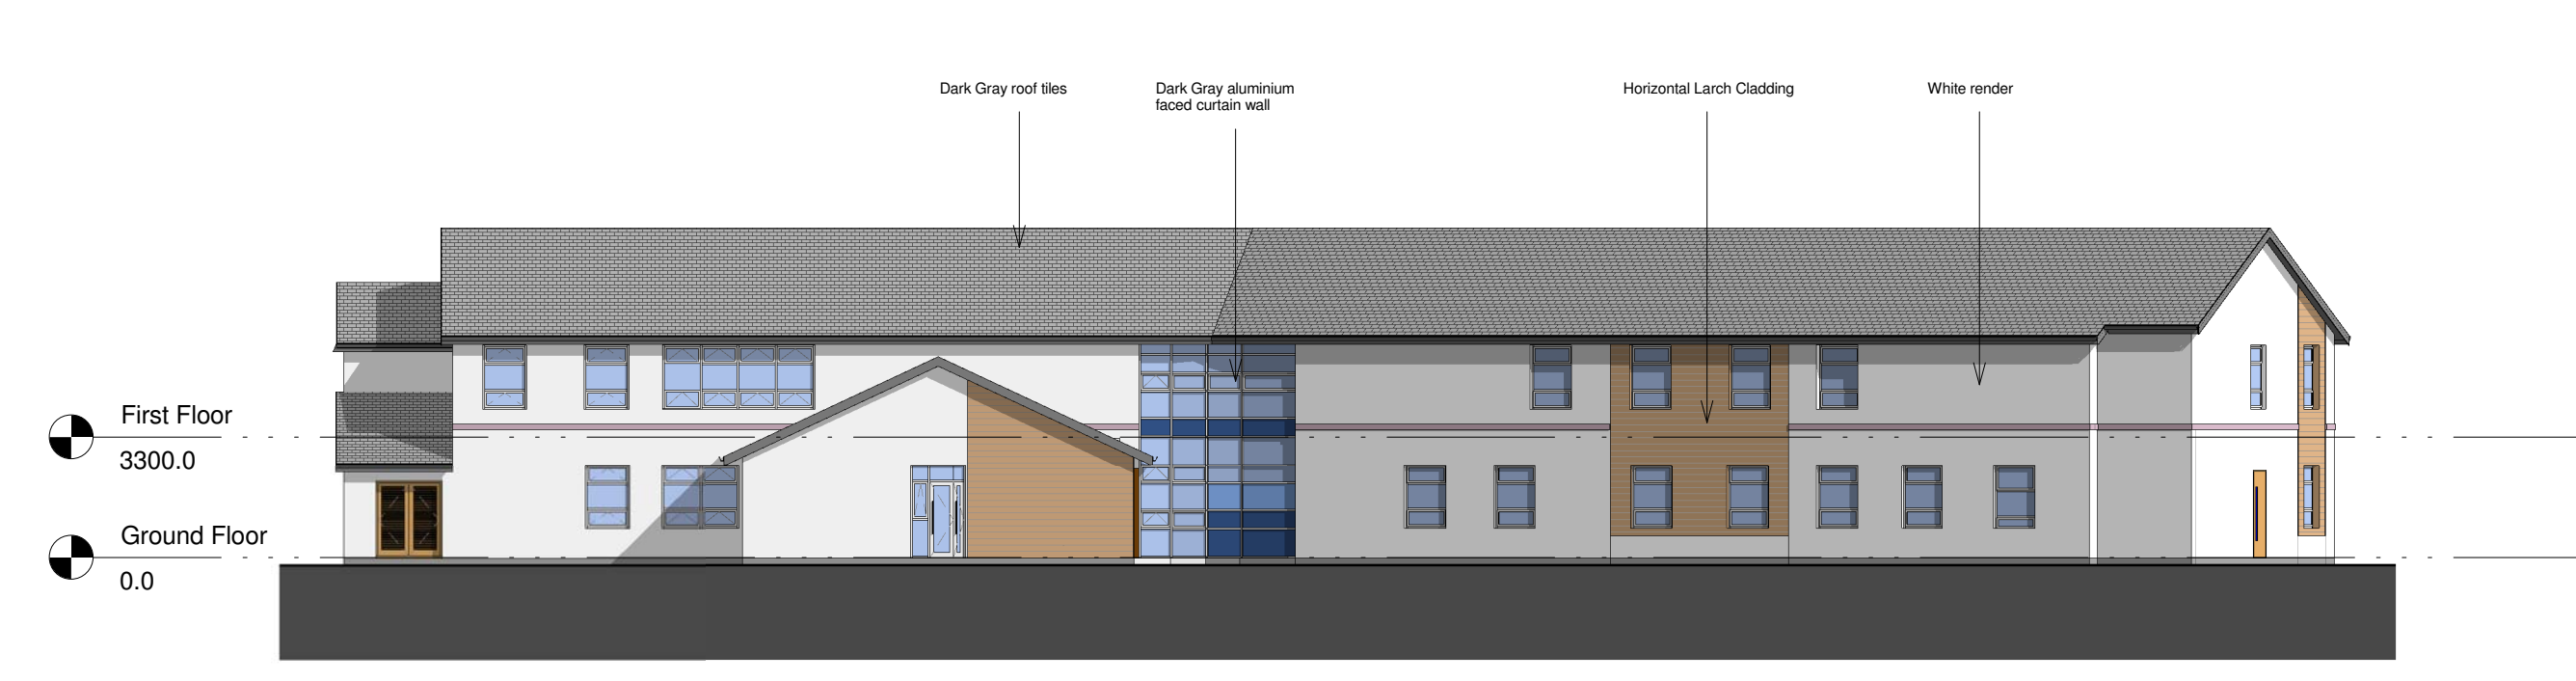 Dark Gray roof tiles
Dark Gray aluminium
faced curtain wall
Horizontal Larch Cladding
White render
First Floor
3300.0
Ground Floor
0.0